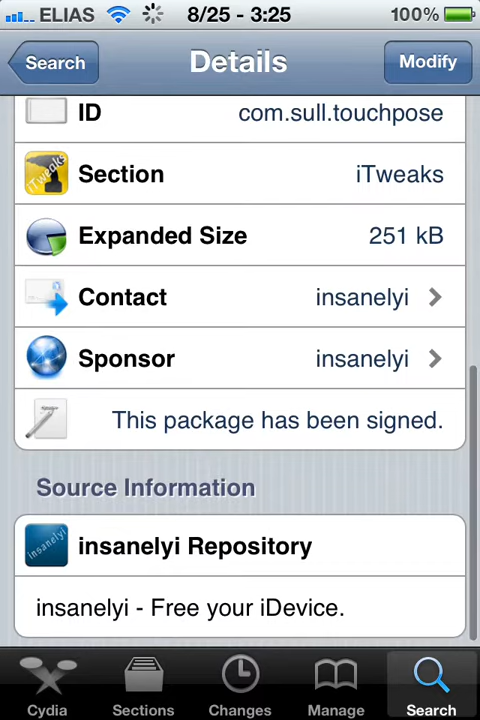 ELIAS 8/25 - 3:25 100%
Search Details Modify
ID com.sull.touchpose
iTweaks Section iTweaks
Expanded Size 251 kB
Contact insanelyi
Sponsor insanelyi
This package has been signed.
Source Information
insanelyi insanelyi Repository
insanelyi - Free your iDevice.
Cydia Sections Changes Manage Search